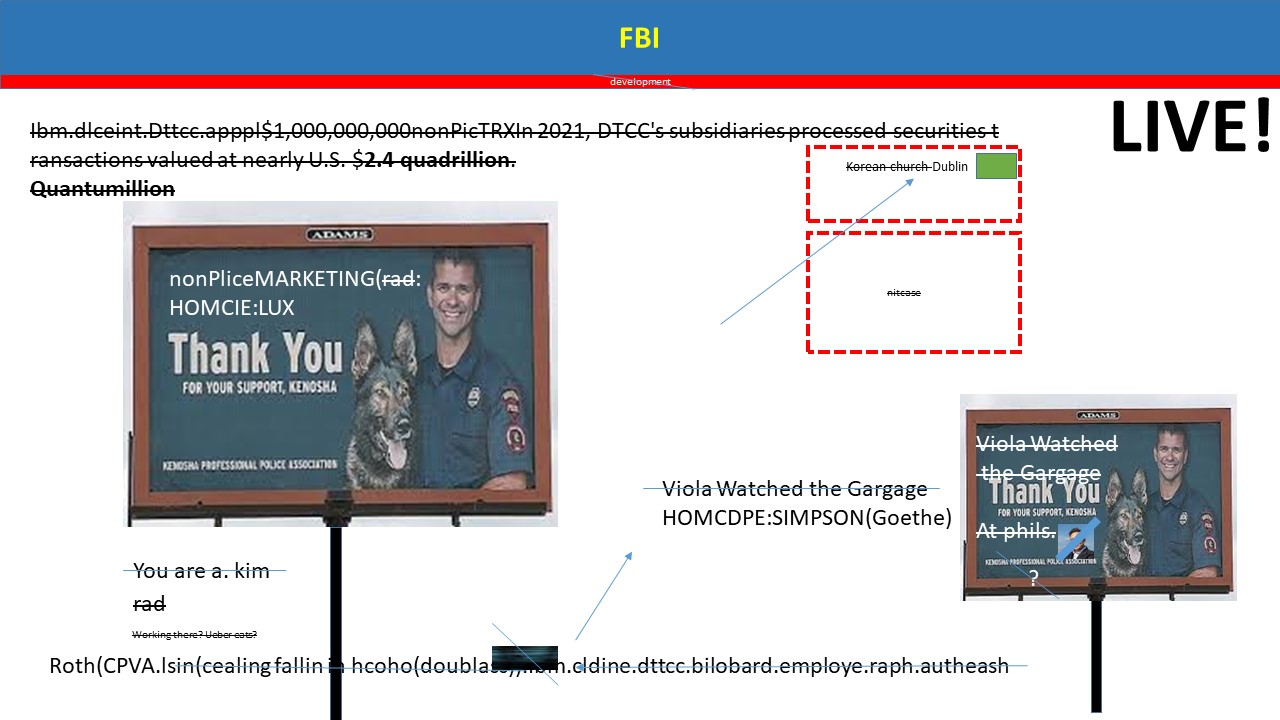 FBI
development
LIVE!
Ibm.dlceint.Dttcc.apppl$1,000,000,000nonPicTRXIn 2021, DTCC's subsidiaries processed securities t
ransactions valued at nearly U.S. $2.4 quadrillion.
Quantumillion
Korean church Dublin
nitcase
ADAMS
nonPliceMARKETING(rad:
HOMCIE:LUX
Thank You
FOR YOUR SUPPORT, KENOSHA
KENOSHA PROFESSIONAL POLICE ASSOCIATION
ADAMS
Viola Watched
the Gargage
Thank You
FOR YOUR SUPPORT, KENOSHA
At phils.
KENOSHA PROFESSIONAL POLICE ASSOCIATION
?
Viola Watched the Gargage
HOMCDPE:SIMPSON(Goethe)
You are a. kim
rad
Working there? Ueber eats?
Roth(CPVA.lsin(cealing fallin in hcoho(doublass),.ibm.cldine.dttcc.bilobard.employe.raph.autheash